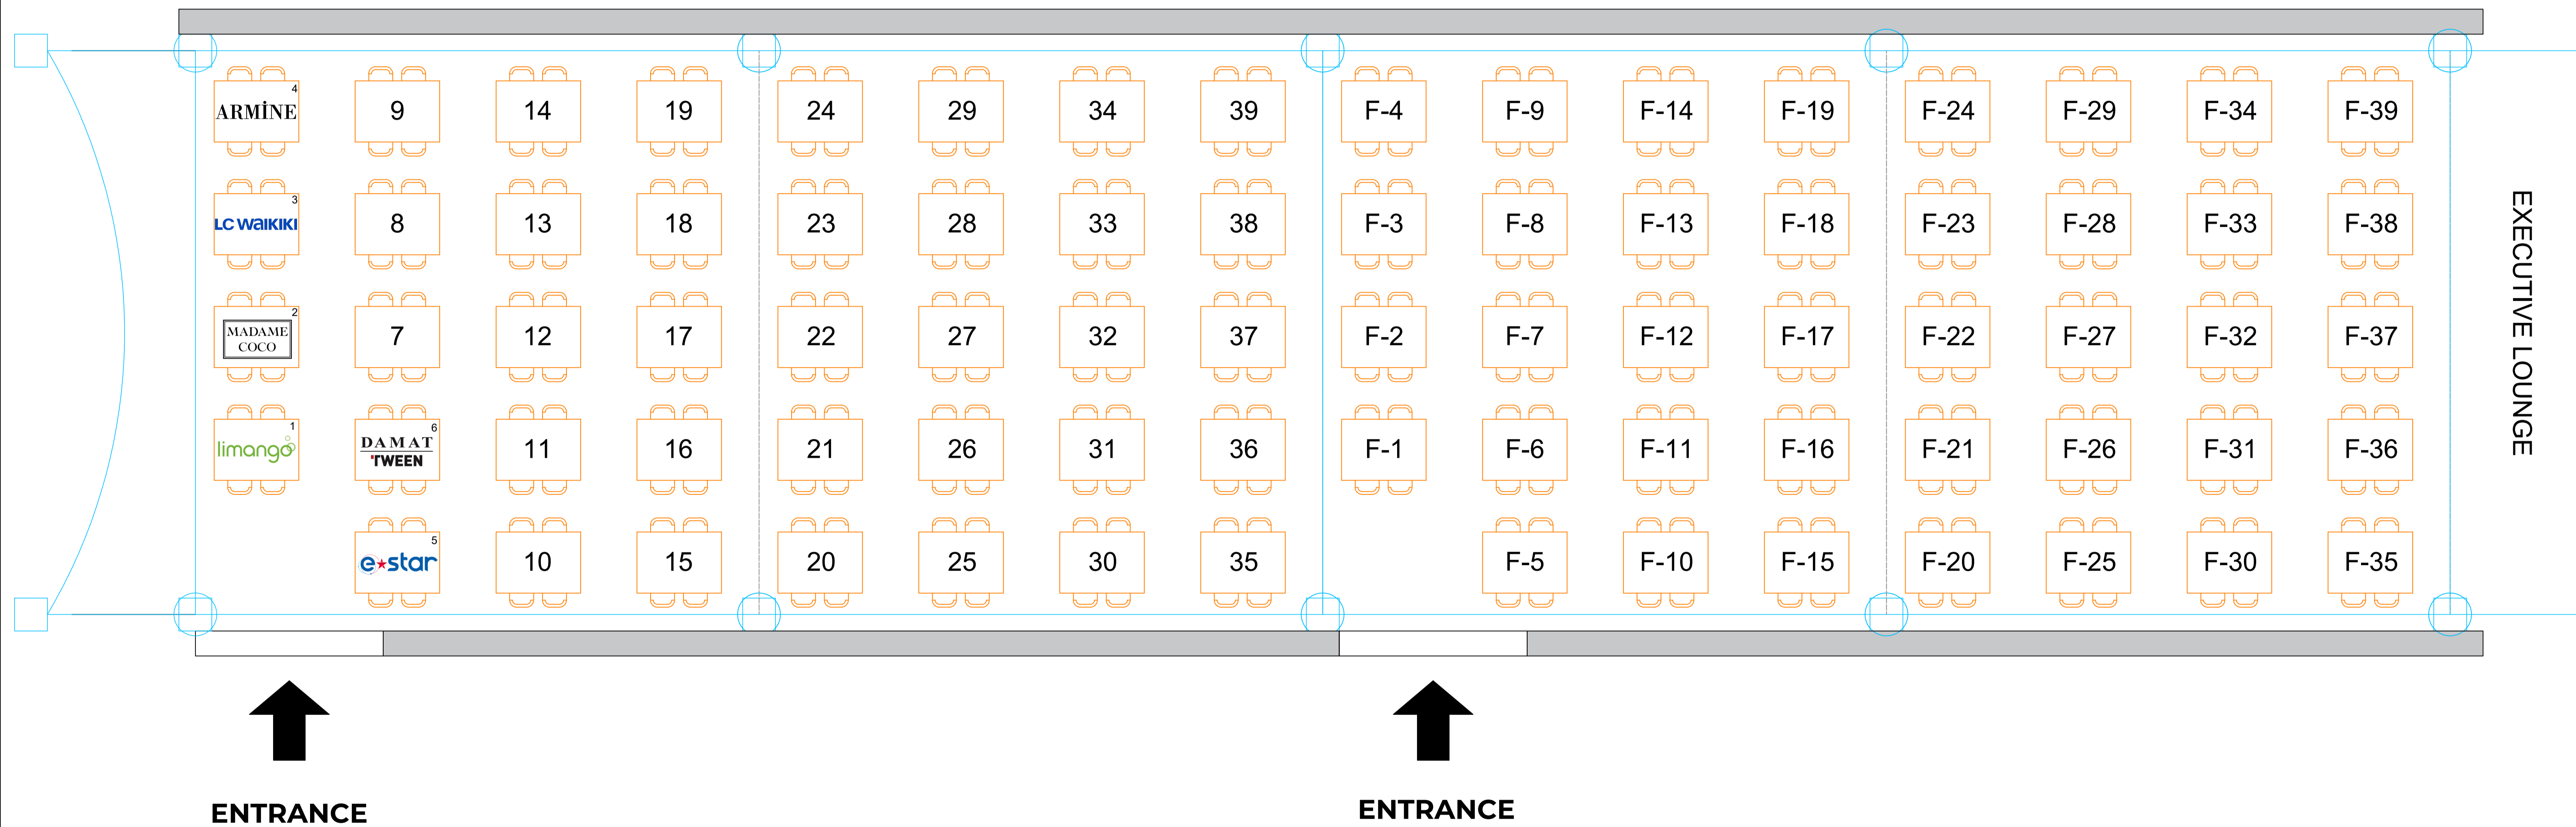 4
ARMİNE
9
14
19
24
29
34
39
F-4
F-9
F-14
F-19
F-24
F-29
F-34
F-39
3
LC WAIKIKI
8
13
18
23
28
33
38
F-3
F-8
F-13
F-18
F-23
F-28
F-33
F-38
2
MADAME
COCO
7
12
17
22
27
32
37
F-2
F-7
F-12
F-17
F-22
F-27
F-32
F-37
1
limango
6
DAMAT
TWEEN
11
16
21
26
31
36
F-1
F-6
F-11
F-16
F-21
F-26
F-31
F-36
5
e★star
10
15
20
25
30
35
F-5
F-10
F-15
F-20
F-25
F-30
F-35
EXECUTIVE LOUNGE
ENTRANCE
ENTRANCE